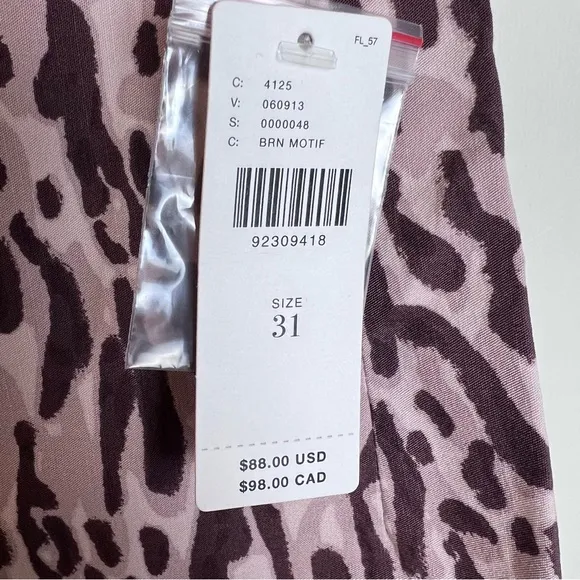 FL_57
C: 4125
V: 060913
S: 0000048
C: BRN MOTIF
92309418
SIZE
31
$88.00 USD
$98.00 CAD